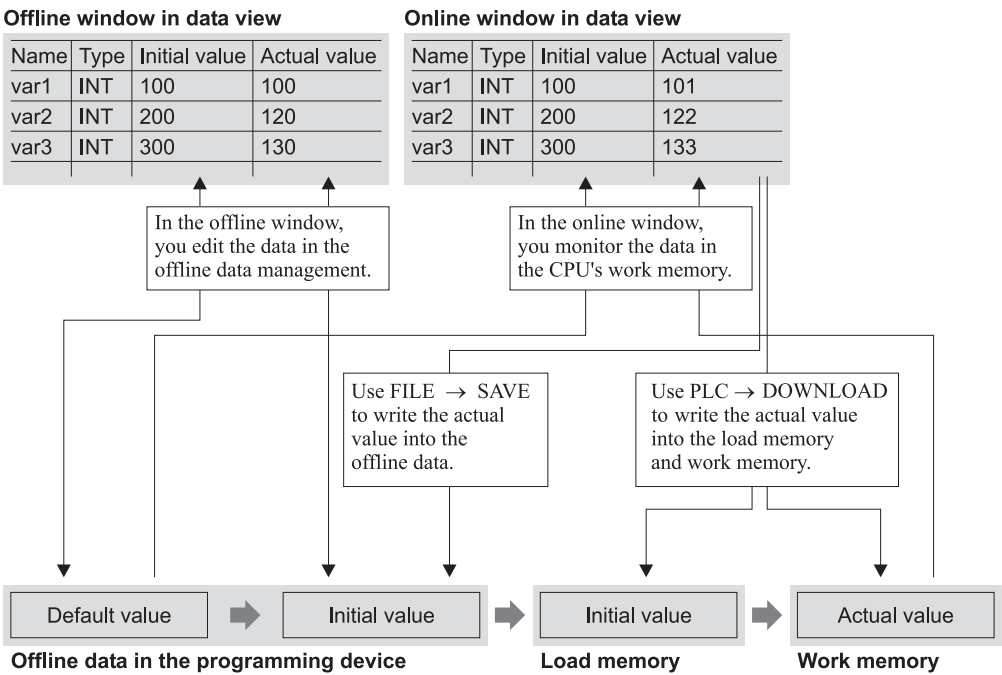 Offline window in data view
Name Type Initial value Actual value
var1 INT 100 100
var2 INT 200 120
var3 INT 300 130
Online window in data view
Name Type Initial value Actual value
var1 INT 100 101
var2 INT 200 122
var3 INT 300 133
In the offline window,
you edit the data in the
offline data management.
In the online window,
you monitor the data in
the CPU's work memory.
Use FILE → SAVE
to write the actual
value into the
offline data.
Use PLC → DOWNLOAD
to write the actual value
into the load memory
and work memory.
Default value
Initial value
Initial value
Actual value
Offline data in the programming device
Load memory
Work memory